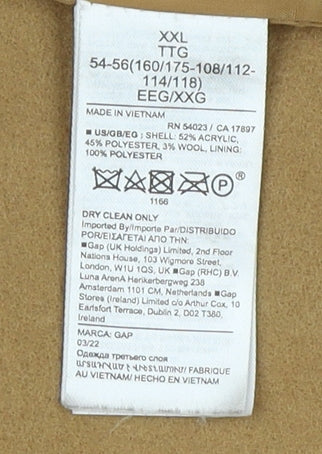 XXL
TTG
54-56(160/175-108/112-
114/118)
EEG/XXG
MADE IN VIETNAM
RN 54023 / CA 17897
■ US/GB/EG : SHELL: 52% ACRYLIC,
45% POLYESTER, 3% WOOL, LINING:
100% POLYESTER
P
®
1166
DRY CLEAN ONLY
Imported By/Importe Par/DISTRIBUIDO
POR/ΕΙΣΑΓΕΤΑΙ ΑΠΟ ΤΗΝ:
■Gap (UK Holdings) Limited, 2nd Floor
Nations House, 103 Wigmore Street,
London, W1U 1QS, UK ■Gap (RHC) B.V.
Luna ArenA Herikerbergweg 238
Amsterdam 1101 CM, Netherlands ■Gap
Stores (Ireland) Limited c/o Arthur Cox, 10
Earlsfort Terrace, Dublin 2, D02 T380,
Ireland
MARCA: GAP
03/22
Одежда третьего слоя
ԱՐՏԱԴՐՎԱԾ Է ՎԻԵՏՆԱՄՈՒՄ/ FABRIQUE
AU VIETNAM/ HECHO EN VIETNAM